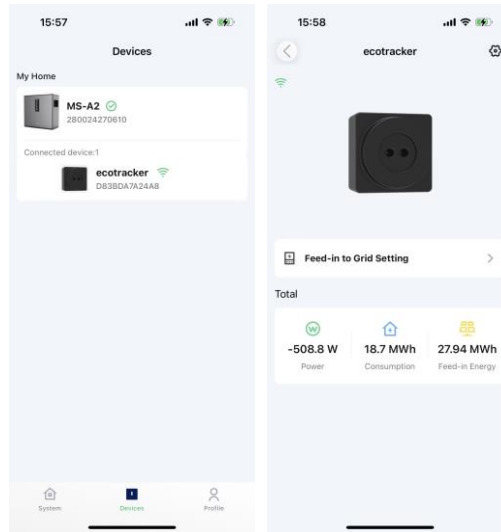 15:57
Devices
My Home
MS-A2
280024270610
Connected device:1
ecotracker
D83BDA7A24A8
System
Devices
Profile
15:58
ecotracker
Feed-in to Grid Setting
Total
-508.8 W
Power
18.7 MWh
Consumption
27.94 MWh
Feed-in Energy